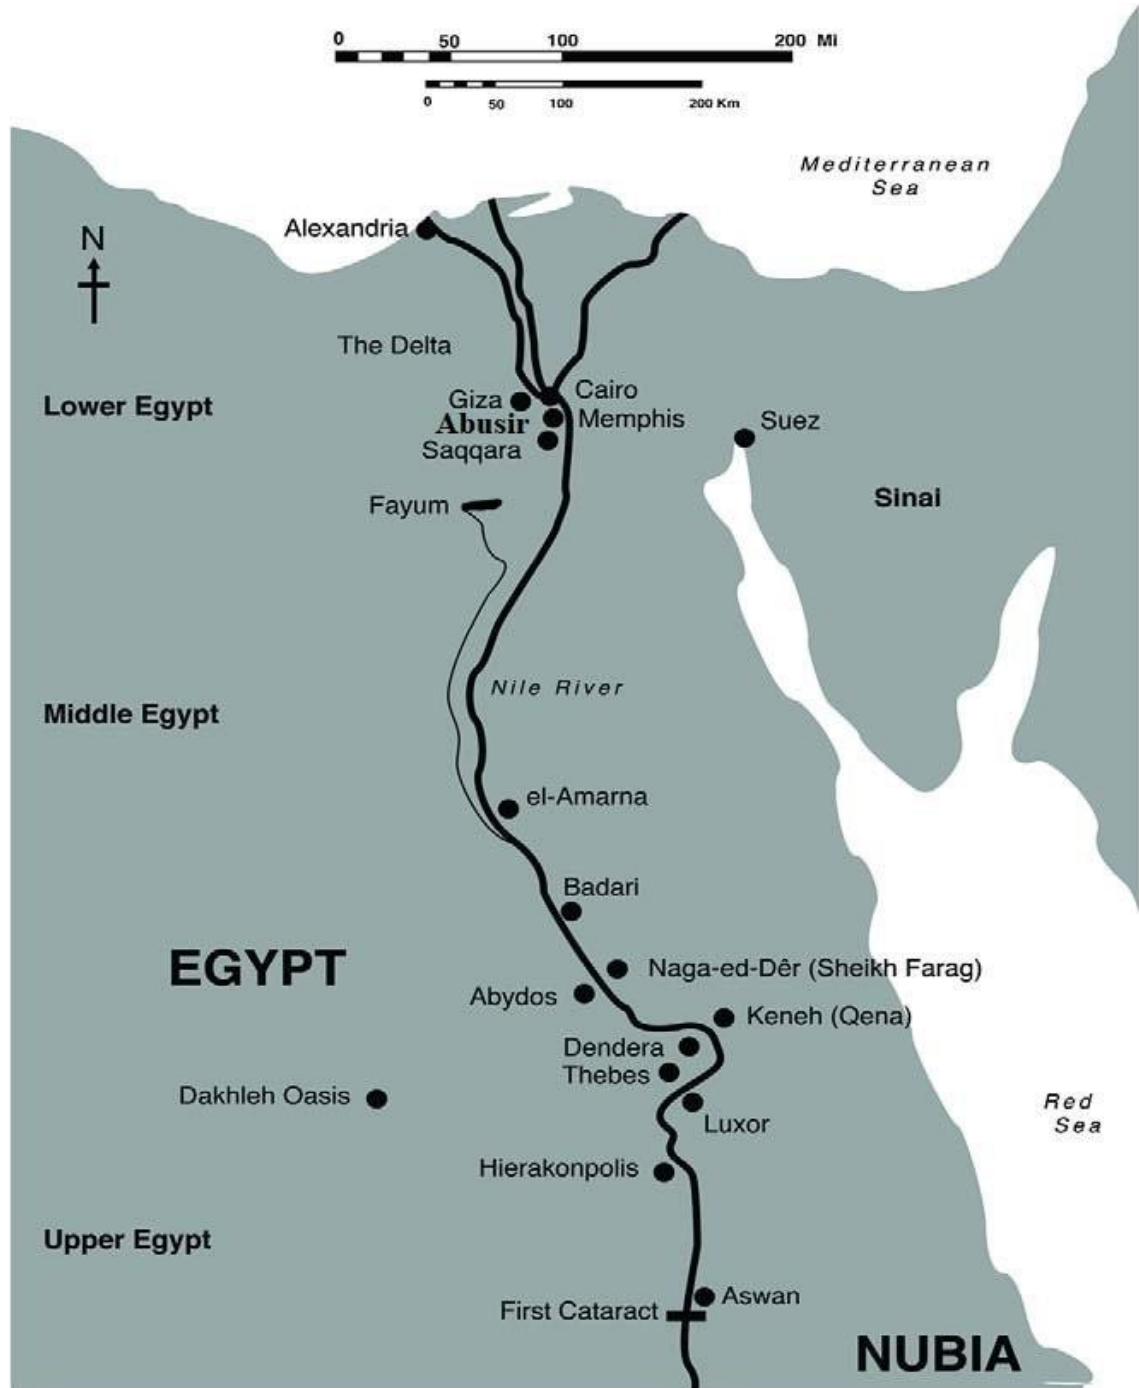 0 50 100 200 Mi
0 50 100 200 Km
Mediterranean
Sea
Alexandria
N
The Delta
Lower Egypt
Giza
Cairo
Abusir
Memphis
Saqqara
Suez
Fayum
Sinai
Nile River
Middle Egypt
el-Amarna
Badari
EGYPT
Naga-ed-Dêr (Sheikh Farag)
Abydos
Keneh (Qena)
Dendera
Thebes
Dakhleh Oasis
Luxor
Red
Sea
Hierakonpolis
Upper Egypt
Aswan
First Cataract
NUBIA